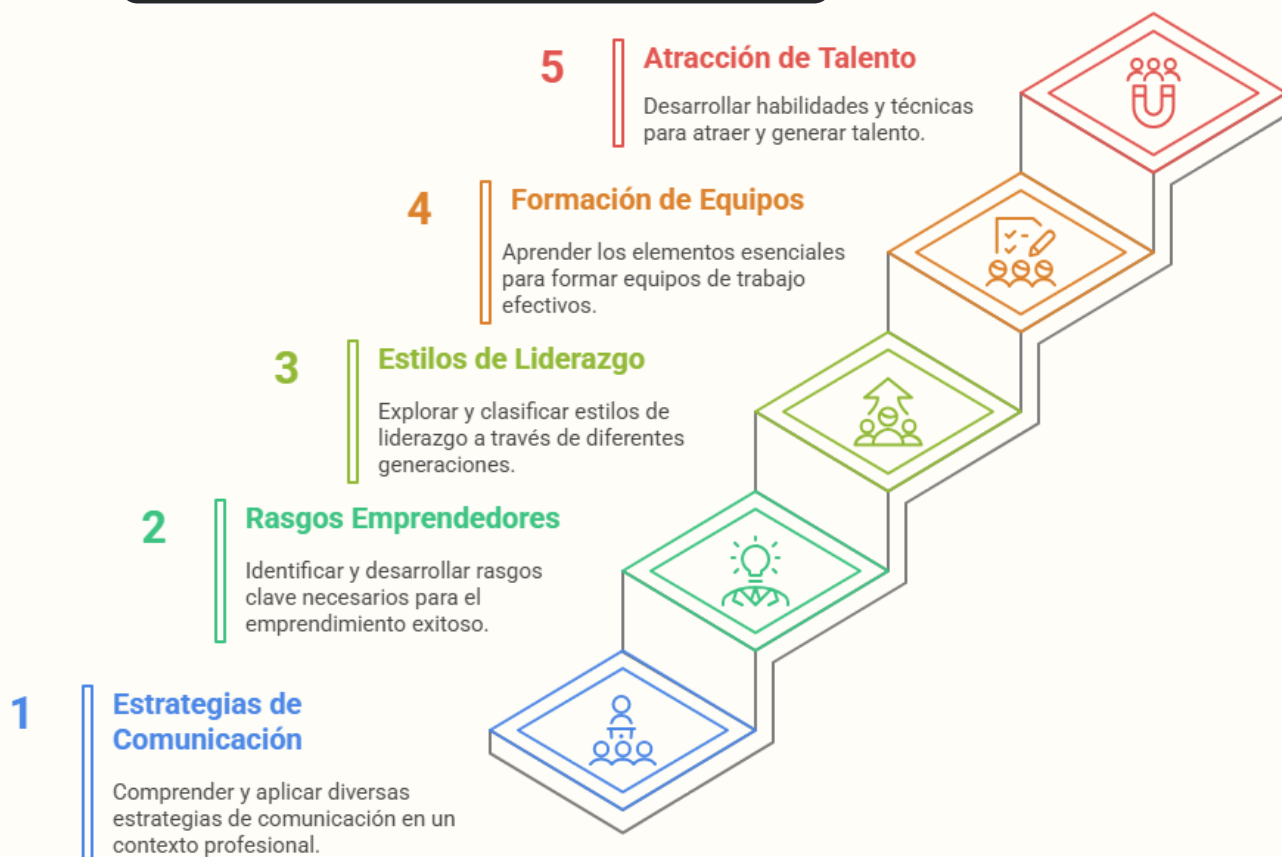 5
Atracción de Talento
Desarrollar habilidades y técnicas
para atraer y generar talento.
4
Formación de Equipos
Aprender los elementos esenciales
para formar equipos de trabajo
efectivos.
3
Estilos de Liderazgo
Explorar y clasificar estilos de
liderazgo a través de diferentes
generaciones.
2
Rasgos Emprendedores
Identificar y desarrollar rasgos
clave necesarios para el
emprendimiento exitoso.
1
Estrategias de
Comunicación
Comprender y aplicar diversas
estrategias de comunicación en un
contexto profesional.